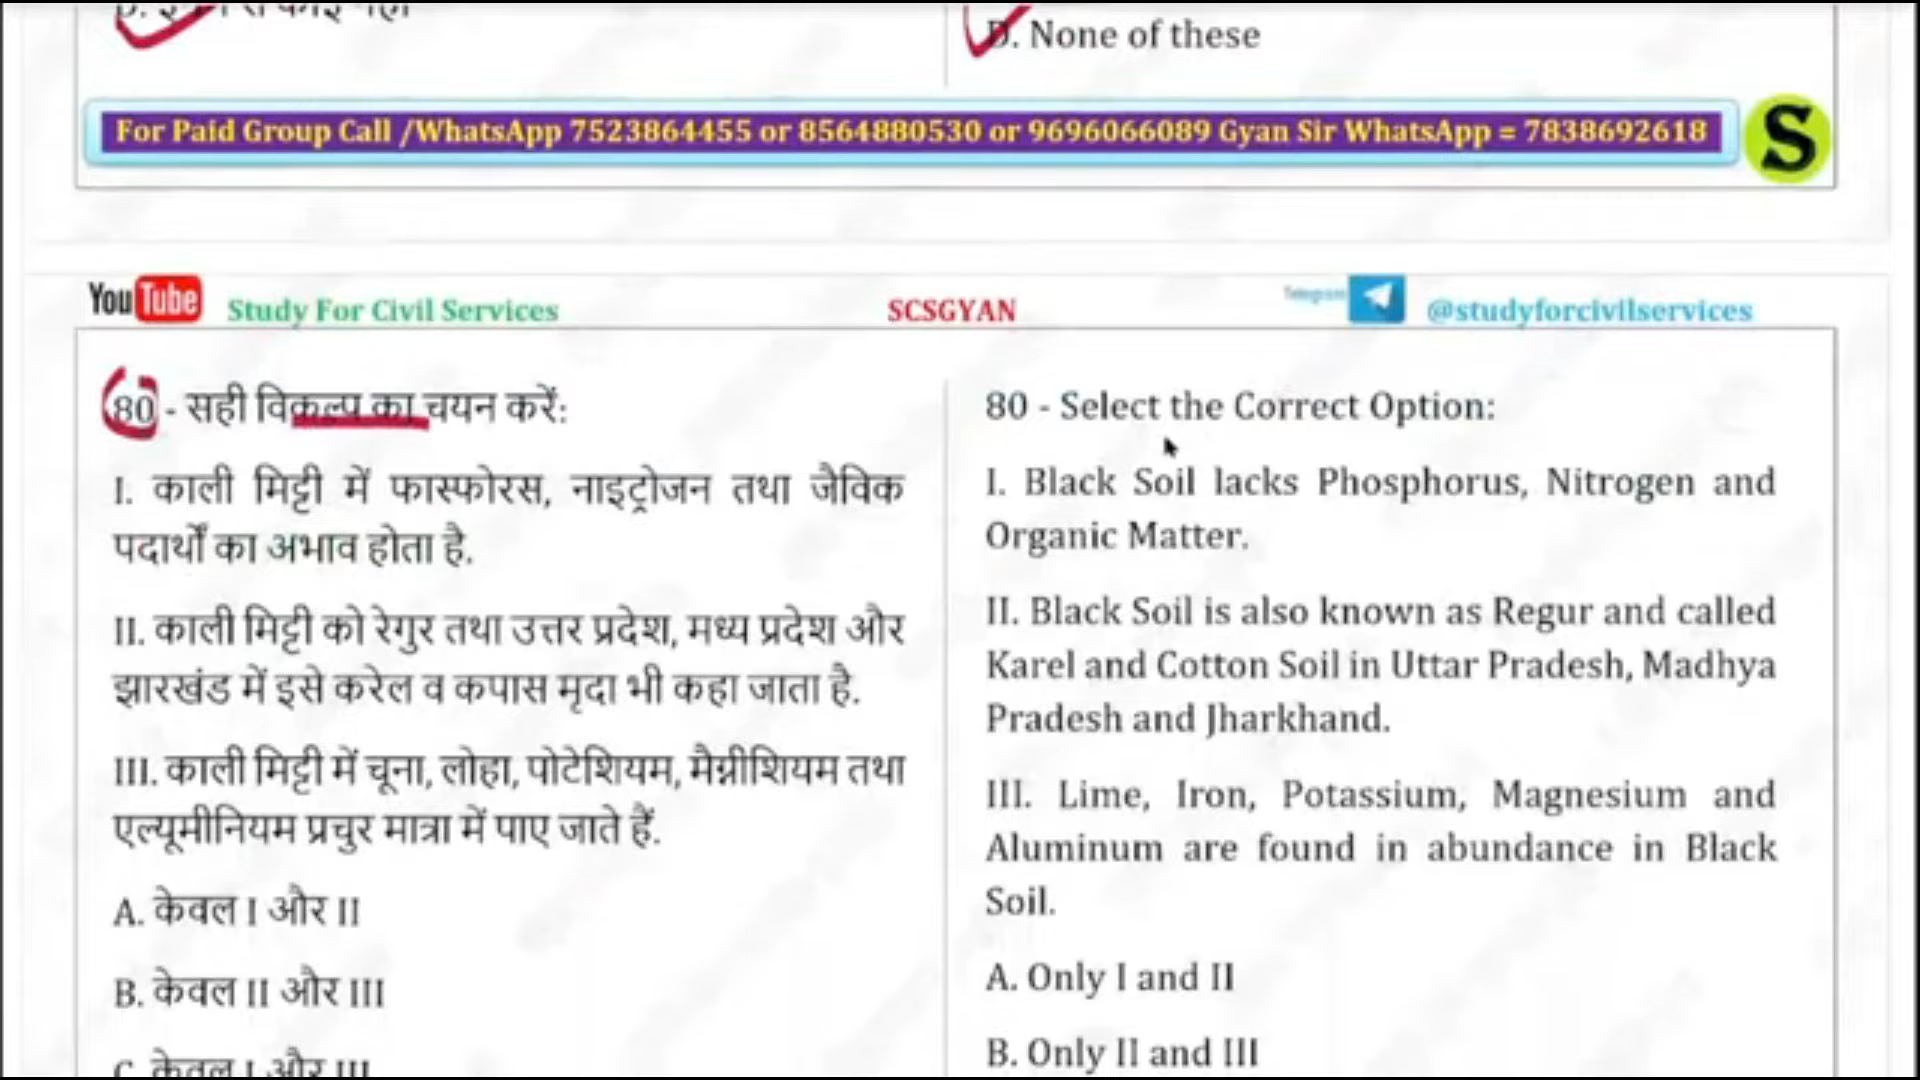 D. None of these
For Paid Group Call /WhatsApp 7523864455 or 8564880530 or 9696066089 Gyan Sir WhatsApp = 7838692618
S
YouTube Study For Civil Services SCSGYAN Telegram @studyforcivilservices
80 - सही विकल्प का चयन करें:
I. काली मिट्टी में फास्फोरस, नाइट्रोजन तथा जैविक
पदार्थों का अभाव होता है.
II. काली मिट्टी को रेगुर तथा उत्तर प्रदेश, मध्य प्रदेश और
झारखंड में इसे करेल व कपास मृदा भी कहा जाता है.
III. काली मिट्टी में चूना, लोहा, पोटेशियम, मैग्नीशियम तथा
एल्यूमीनियम प्रचुर मात्रा में पाए जाते हैं.
A. केवल I और II
B. केवल II और III
C. केवल I और III
80 - Select the Correct Option:
I. Black Soil lacks Phosphorus, Nitrogen and
Organic Matter.
II. Black Soil is also known as Regur and called
Karel and Cotton Soil in Uttar Pradesh, Madhya
Pradesh and Jharkhand.
III. Lime, Iron, Potassium, Magnesium and
Aluminum are found in abundance in Black
Soil.
A. Only I and II
B. Only II and III